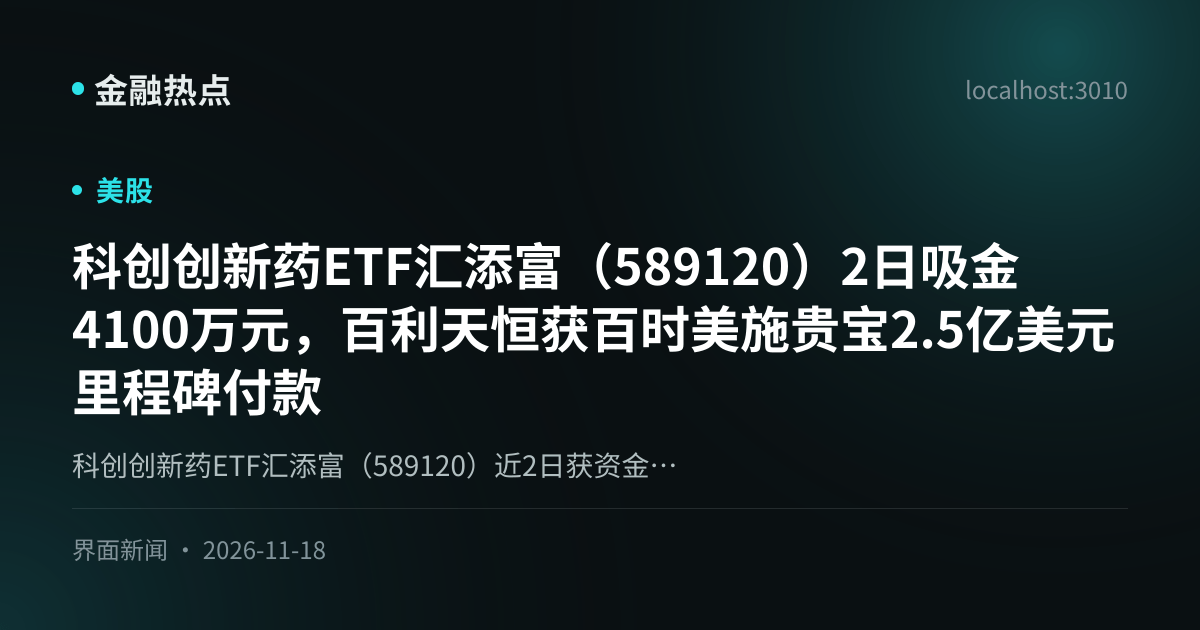 金融热点
localhost:3010
美股
科创创新药ETF汇添富（589120）2日吸金
4100万元，百利天恒获百时美施贵宝2.5亿美元
里程碑付款
科创创新药ETF汇添富（589120）近2日获资金…
界面新闻 • 2026-11-18